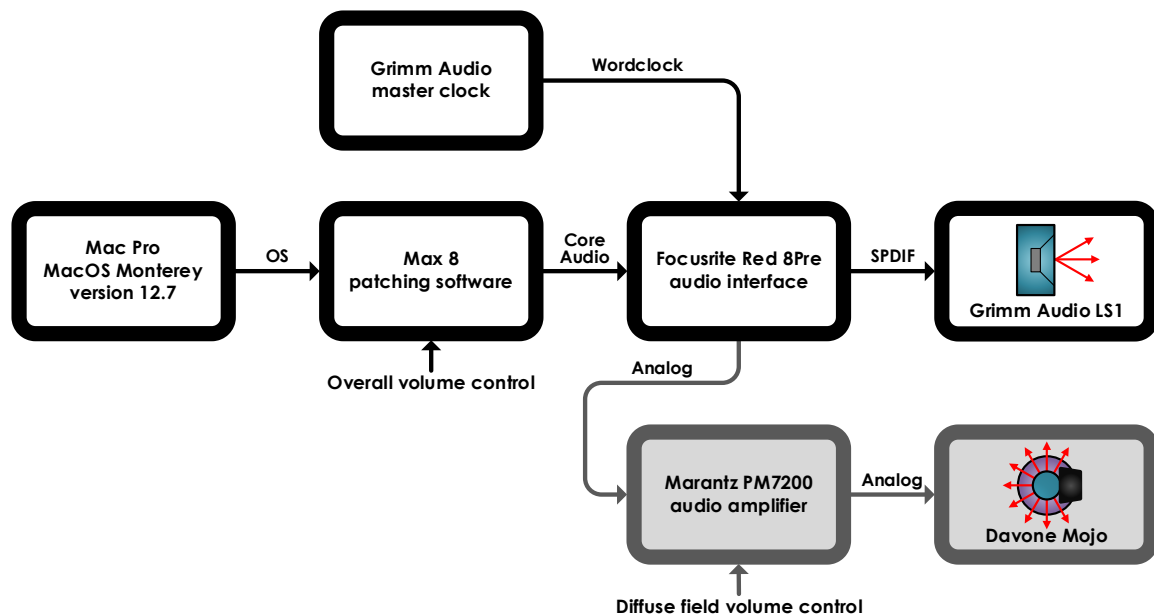 Grimm Audio
master clock
Wordclock
Mac Pro
MacOS Monterey
version 12.7
OS
Max 8
patching software
Core
Audio
Focusrite Red 8Pre
audio interface
SPDIF
Grimm Audio LS1
Overall volume control
Analog
Marantz PM7200
audio amplifier
Analog
Davone Mojo
Diffuse field volume control